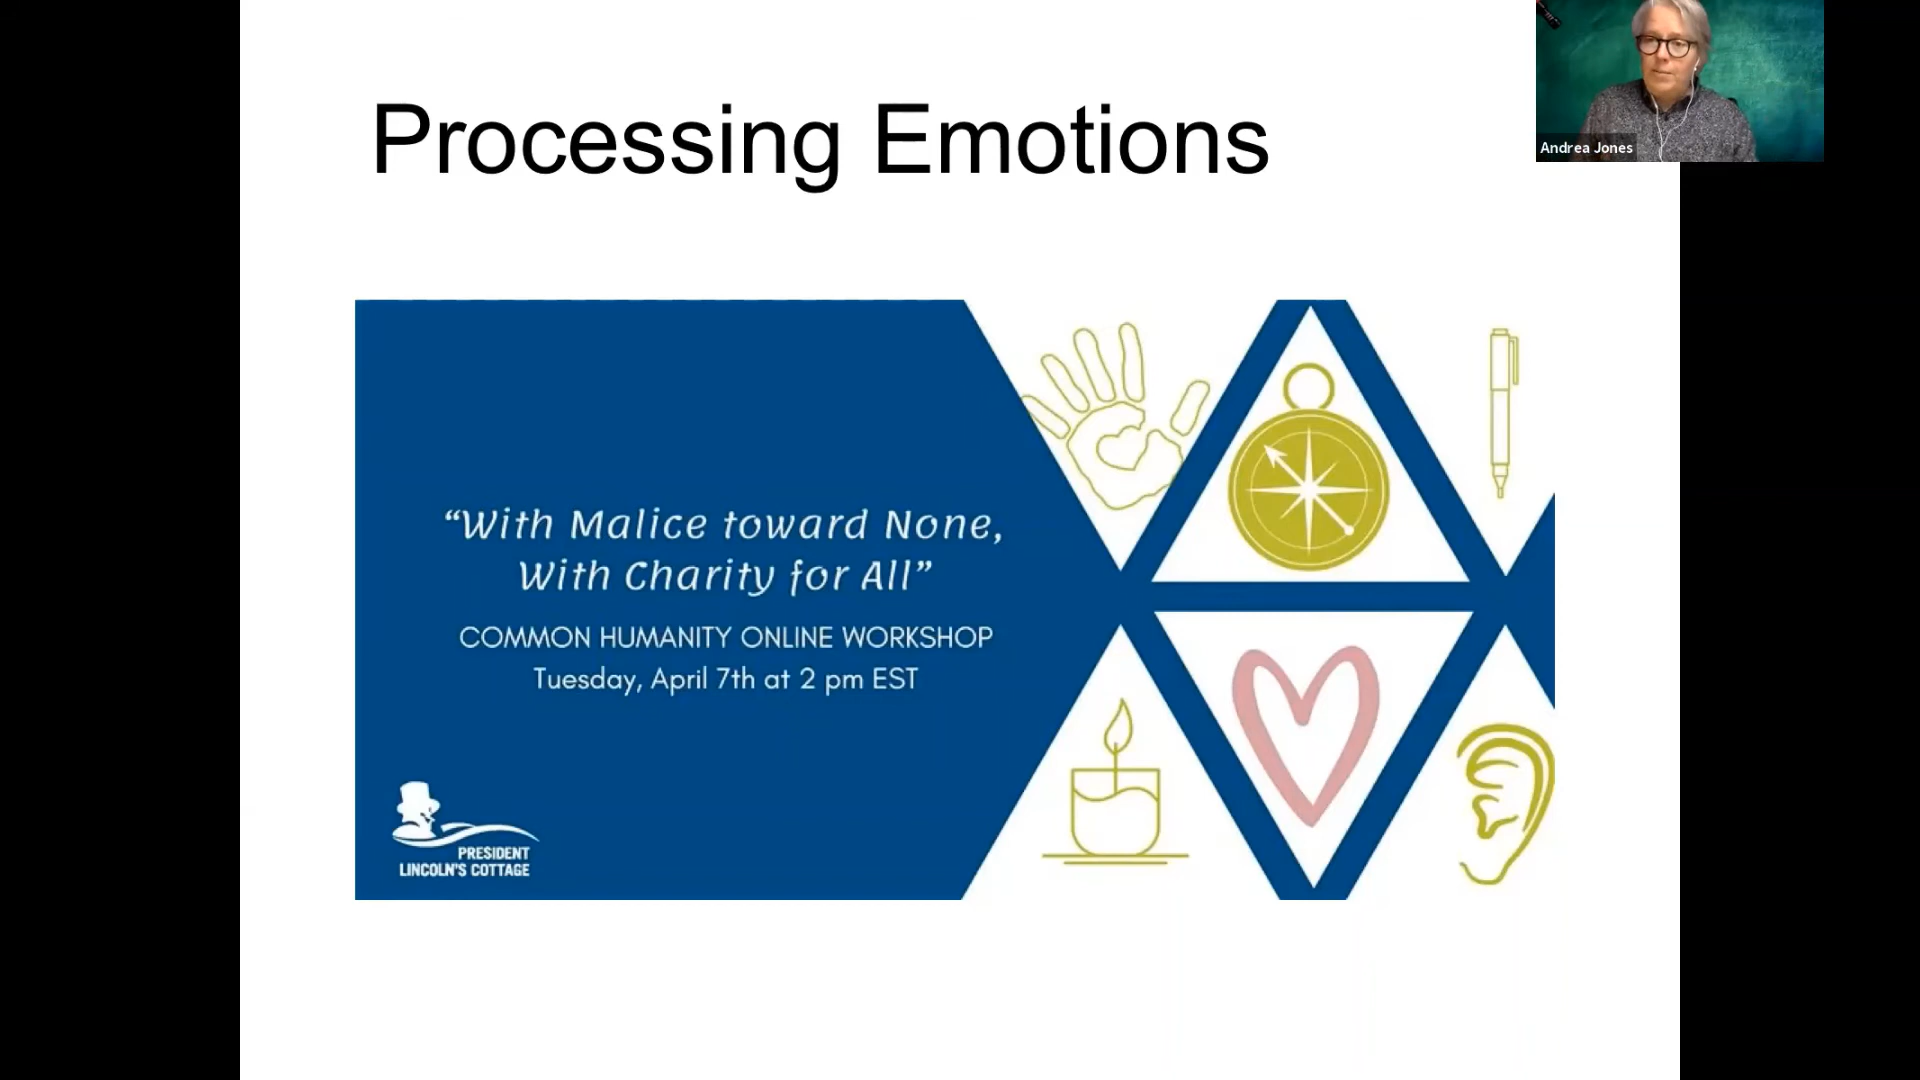 Processing Emotions
Andrea Jones
“With Malice toward None,
With Charity for All”
COMMON HUMANITY ONLINE WORKSHOP
Tuesday, April 7th at 2 pm EST
PRESIDENT
LINCOLN'S COTTAGE